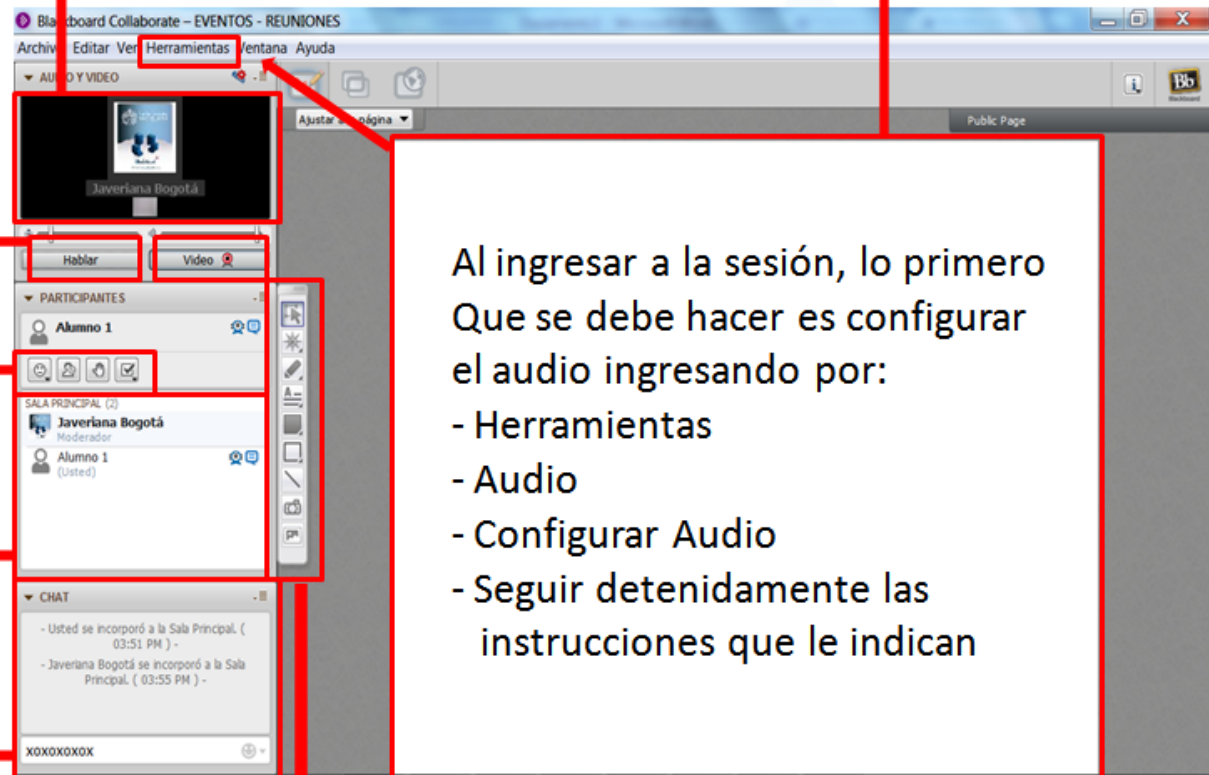 Blackboard Collaborate – EVENTOS - REUNIONES
Archivo Editar Ver Herramientas Ventana Ayuda
AUDIO Y VIDEO
Bb
Blackboard
Ajustar a página
Public Page
Javeriana Bogotá
Hablar
Video
PARTICIPANTES
Alumno 1
SALA PRINCIPAL (2)
Javeriana Bogotá
Moderador
Alumno 1
(Usted)
CHAT
- Usted se incorporó a la Sala Principal. (
03:51 PM ) -
- Javeriana Bogotá se incorporó a la Sala
Principal. ( 03:55 PM ) -
xoxoxoxox
Al ingresar a la sesión, lo primero
Que se debe hacer es configurar
el audio ingresando por:
- Herramientas
- Audio
- Configurar Audio
- Seguir detenidamente las
instrucciones que le indican